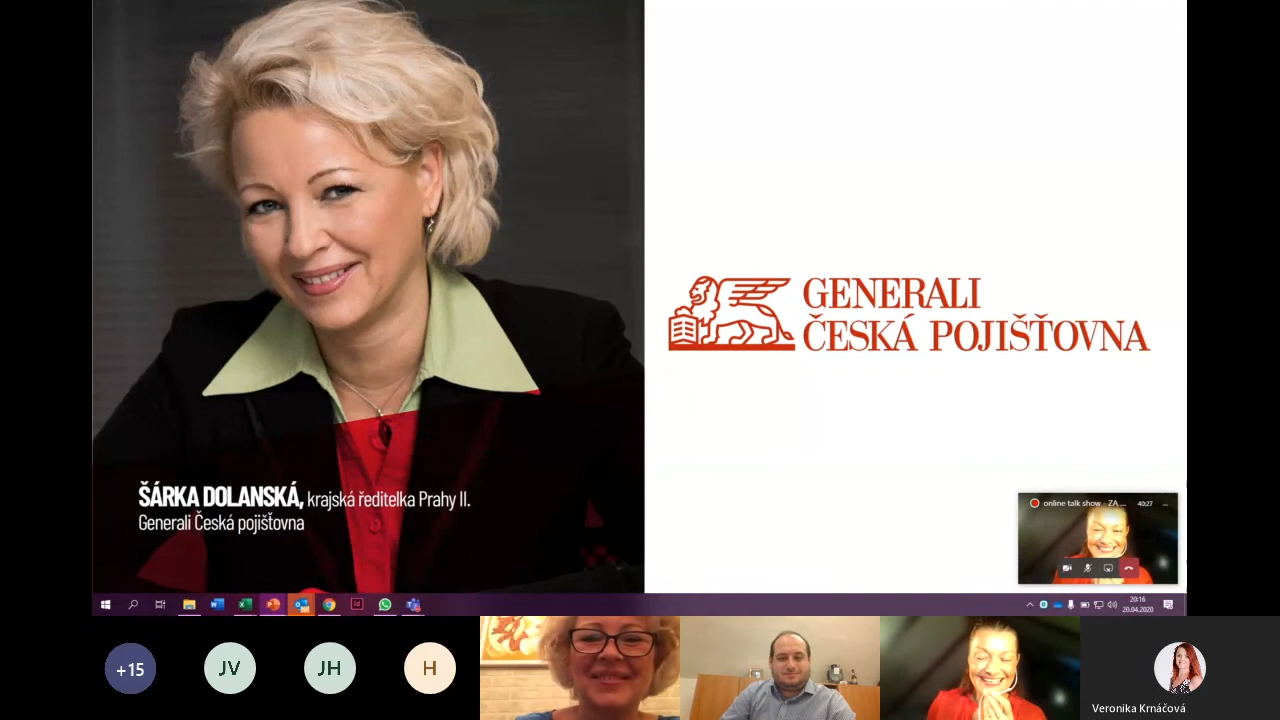 GENERALI
ČESKÁ POJIŠŤOVNA
ŠÁRKA DOLANSKÁ, krajská ředitelka Prahy II.
Generali Česká pojišťovna
online talk show - ZA ... 40:27 ...
20:16
20.04.2020
+15
JV
JH
H
Veronika Krnáčová